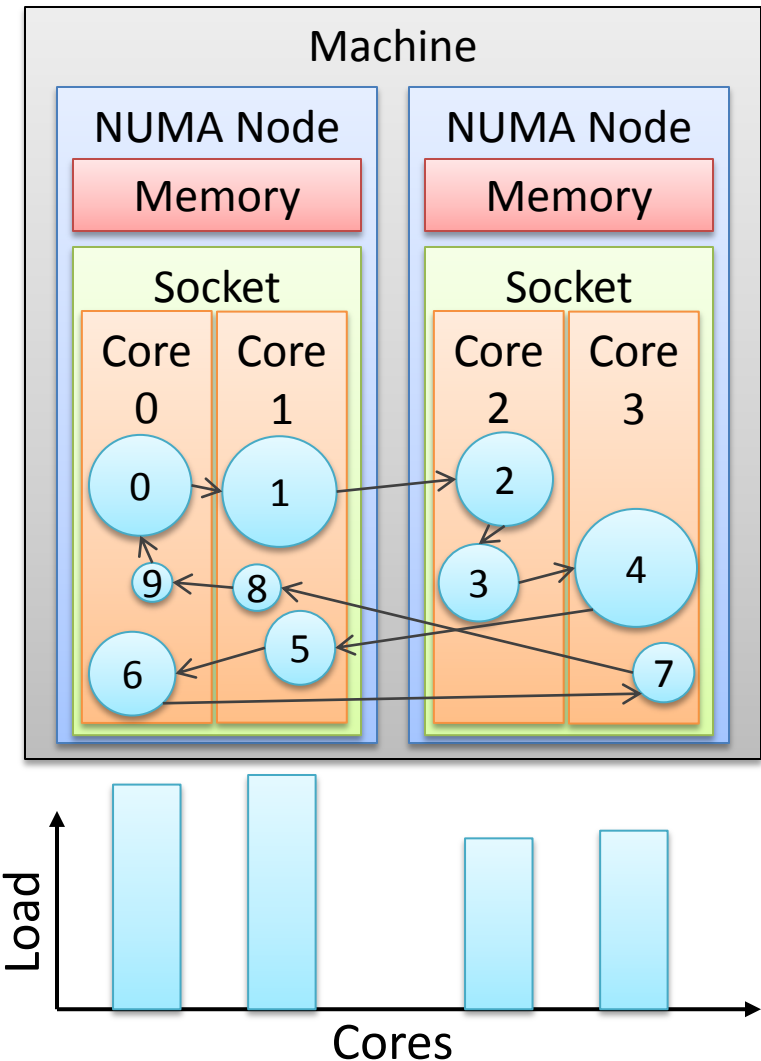 Machine
NUMA Node NUMA Node
Memory Memory
Socket Socket
Core Core Core Core
0 1 2 3
0 1 2
9 8 3 4
6 5 7
Load
Cores